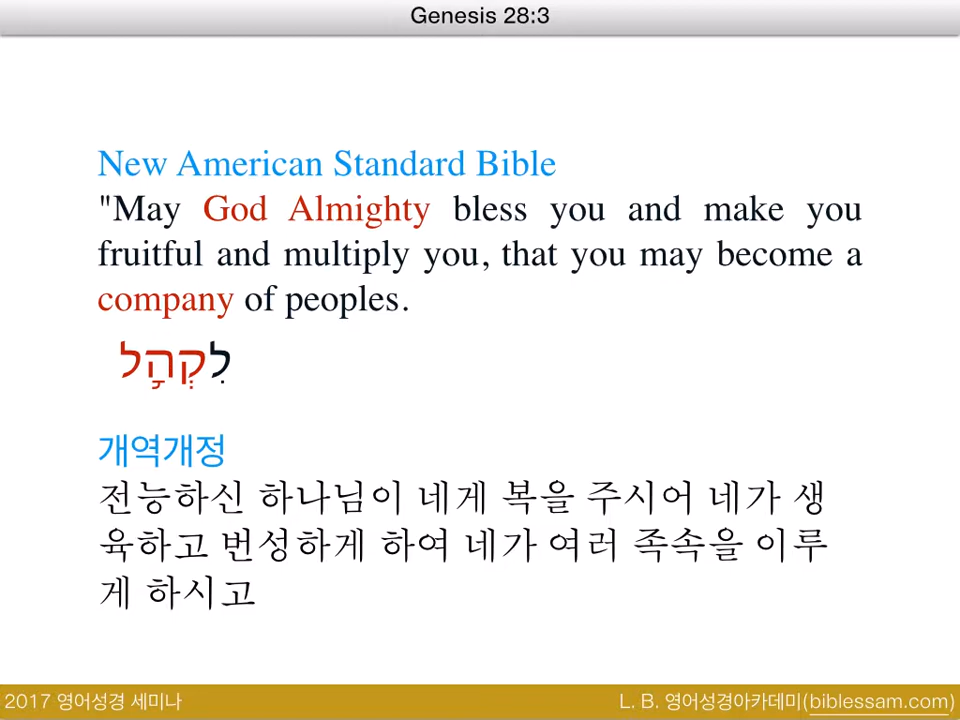 Genesis 28:3
New American Standard Bible
"May God Almighty bless you and make you
fruitful and multiply you, that you may become a
company of peoples.
לִקְהָל
개역개정
전능하신 하나님이 네게 복을 주시어 네가 생
육하고 번성하게 하여 네가 여러 족속을 이루
게 하시고
2017 영어성경 세미나
L. B. 영어성경아카데미(biblessam.com)